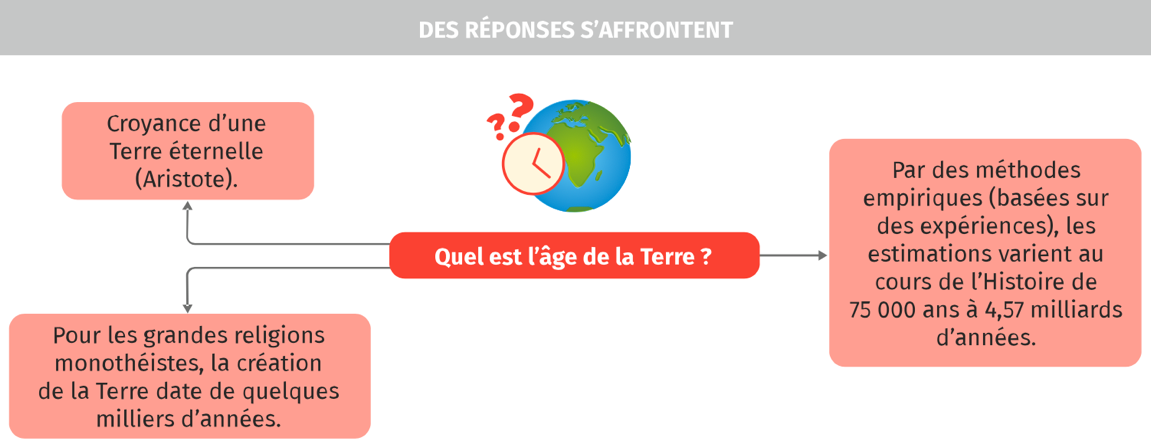 DES RÉPONSES S’AFFRONTENT
??
Croyance d’une
Terre éternelle
(Aristote).
Quel est l’âge de la Terre ?
Pour les grandes religions
monothéistes, la création
de la Terre date de quelques
milliers d’années.
Par des méthodes
empiriques (basées sur
des expériences), les
estimations varient au
cours de l’Histoire de
75 000 ans à 4,57 milliards
d’années.